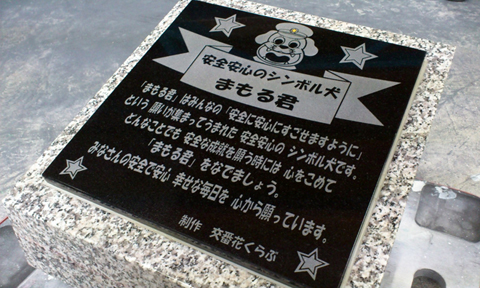 安全安心のシンボル犬
まもる君
「まもる君」はみんなの「安全に安心にすごせますように」
という 願いが集まってうまれた 安全安心の シンボル犬です。
どんなことでも 安全な成就を願う時には 心をこめて
「まもる君」をなでましょう。
みなさんの安全で安心 幸せな毎日を 心から願っています。
制作 交番花くらぶ